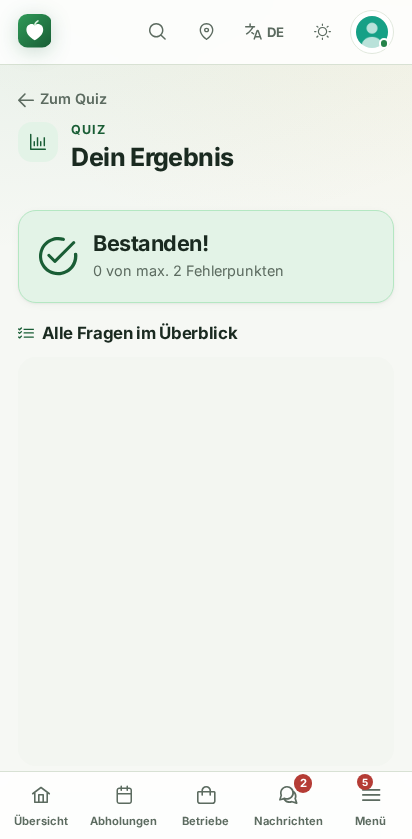 DE
Zum Quiz
QUIZ
Dein Ergebnis
Bestanden!
0 von max. 2 Fehlerpunkten
Alle Fragen im Überblick
2
5
Übersicht
Abholungen
Betriebe
Nachrichten
Menü